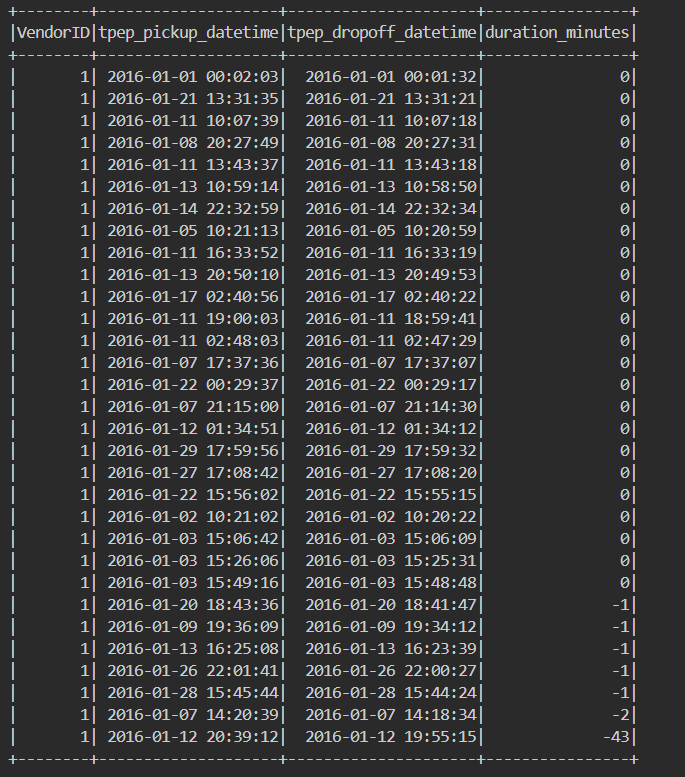 +--------+--------------------+---------------------+----------------+
|VendorID|tpep_pickup_datetime|tpep_dropoff_datetime|duration_minutes|
+--------+--------------------+---------------------+----------------+
|       1| 2016-01-01 00:02:03|  2016-01-01 00:01:32|               0|
|       1| 2016-01-21 13:31:35|  2016-01-21 13:31:21|               0|
|       1| 2016-01-11 10:07:39|  2016-01-11 10:07:18|               0|
|       1| 2016-01-08 20:27:49|  2016-01-08 20:27:31|               0|
|       1| 2016-01-11 13:43:37|  2016-01-11 13:43:18|               0|
|       1| 2016-01-13 10:59:14|  2016-01-13 10:58:50|               0|
|       1| 2016-01-14 22:32:59|  2016-01-14 22:32:34|               0|
|       1| 2016-01-05 10:21:13|  2016-01-05 10:20:59|               0|
|       1| 2016-01-11 16:33:52|  2016-01-11 16:33:19|               0|
|       1| 2016-01-13 20:50:10|  2016-01-13 20:49:53|               0|
|       1| 2016-01-17 02:40:56|  2016-01-17 02:40:22|               0|
|       1| 2016-01-11 19:00:03|  2016-01-11 18:59:41|               0|
|       1| 2016-01-11 02:48:03|  2016-01-11 02:47:29|               0|
|       1| 2016-01-07 17:37:36|  2016-01-07 17:37:07|               0|
|       1| 2016-01-22 00:29:37|  2016-01-22 00:29:17|               0|
|       1| 2016-01-07 21:15:00|  2016-01-07 21:14:30|               0|
|       1| 2016-01-12 01:34:51|  2016-01-12 01:34:12|               0|
|       1| 2016-01-29 17:59:56|  2016-01-29 17:59:32|               0|
|       1| 2016-01-27 17:08:42|  2016-01-27 17:08:20|               0|
|       1| 2016-01-22 15:56:02|  2016-01-22 15:55:15|               0|
|       1| 2016-01-02 10:21:02|  2016-01-02 10:20:22|               0|
|       1| 2016-01-03 15:06:42|  2016-01-03 15:06:09|               0|
|       1| 2016-01-03 15:26:06|  2016-01-03 15:25:31|               0|
|       1| 2016-01-03 15:49:16|  2016-01-03 15:48:48|               0|
|       1| 2016-01-20 18:43:36|  2016-01-20 18:41:47|              -1|
|       1| 2016-01-09 19:36:09|  2016-01-09 19:34:12|              -1|
|       1| 2016-01-13 16:25:08|  2016-01-13 16:23:39|              -1|
|       1| 2016-01-26 22:01:41|  2016-01-26 22:00:27|              -1|
|       1| 2016-01-28 15:45:44|  2016-01-28 15:44:24|              -1|
|       1| 2016-01-07 14:20:39|  2016-01-07 14:18:34|              -2|
|       1| 2016-01-12 20:39:12|  2016-01-12 19:55:15|             -43|
+--------+--------------------+---------------------+----------------+